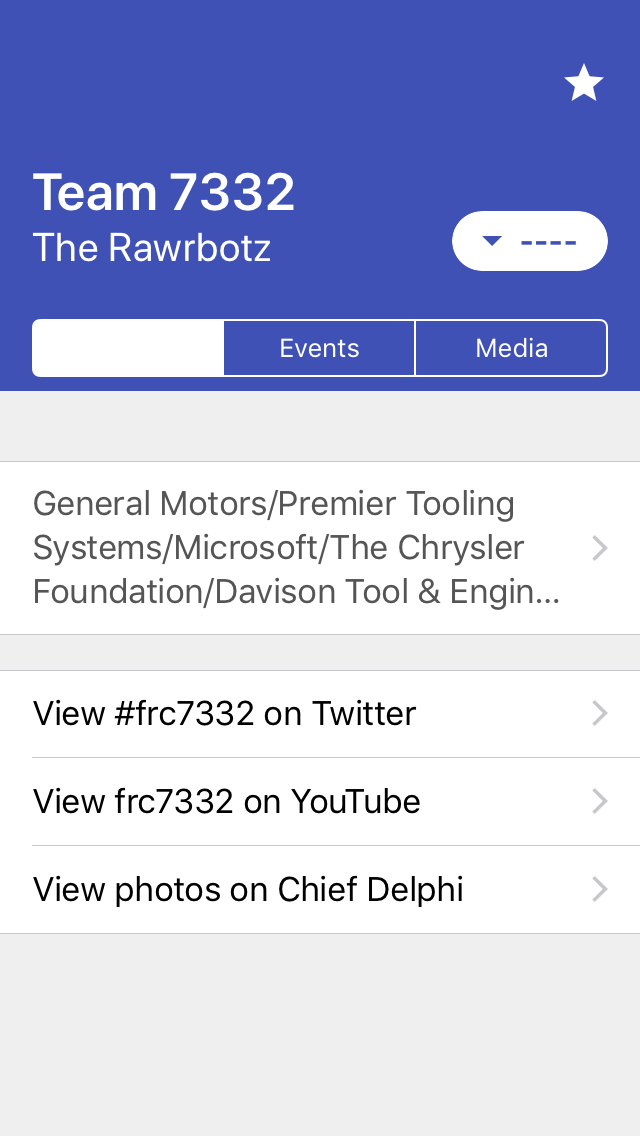 Team 7332
The Rawrbotz
----
Events
Media
General Motors/Premier Tooling
Systems/Microsoft/The Chrysler
Foundation/Davison Tool & Engin...
View #frc7332 on Twitter
View frc7332 on YouTube
View photos on Chief Delphi